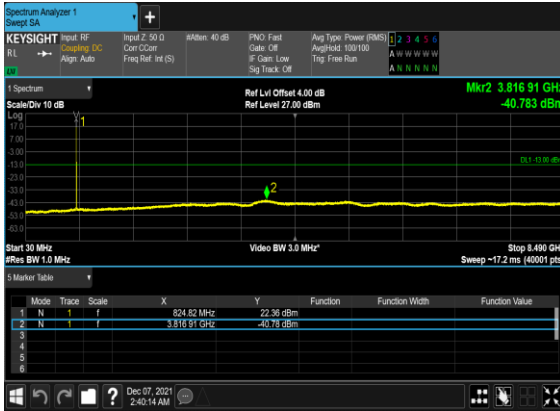 Spectrum Analyzer 1
Swept SA
+
KEYSIGHT Input: RF Input Z: 50 Ω #Atten: 40 dB PNO: Fast Avg Type: Power (RMS) 1 2 3 4 5 6
RL Coupling: DC Corr CCorr Gate: Off Avg|Hold: 100/100 A W W W W W
Align: Auto Freq Ref: Int (S) IF Gain: Low Trig: Free Run
Sig Track: Off A N N N N N
1 Spectrum Ref Lvl Offset 4.00 dB Mkr2 3.816 91 GHz
Scale/Div 10 dB Ref Level 27.00 dBm -40.783 dBm
Log
17.0
7.00
-3.00
-13.0 DL1 -13.00 dBm
-23.0
-33.0
-43.0
-53.0
-63.0
1
2
Start 30 MHz Video BW 3.0 MHz* Stop 8.490 GH
#Res BW 1.0 MHz Sweep ~17.2 ms (40001 pts
5 Marker Table
Mode Trace Scale X Y Function Function Width Function Value
1 N 1 f 824.82 MHz 22.36 dBm
2 N 1 f 3.816 91 GHz -40.78 dBm
3
4
5
6
? Dec 07, 2021
2:40:14 AM